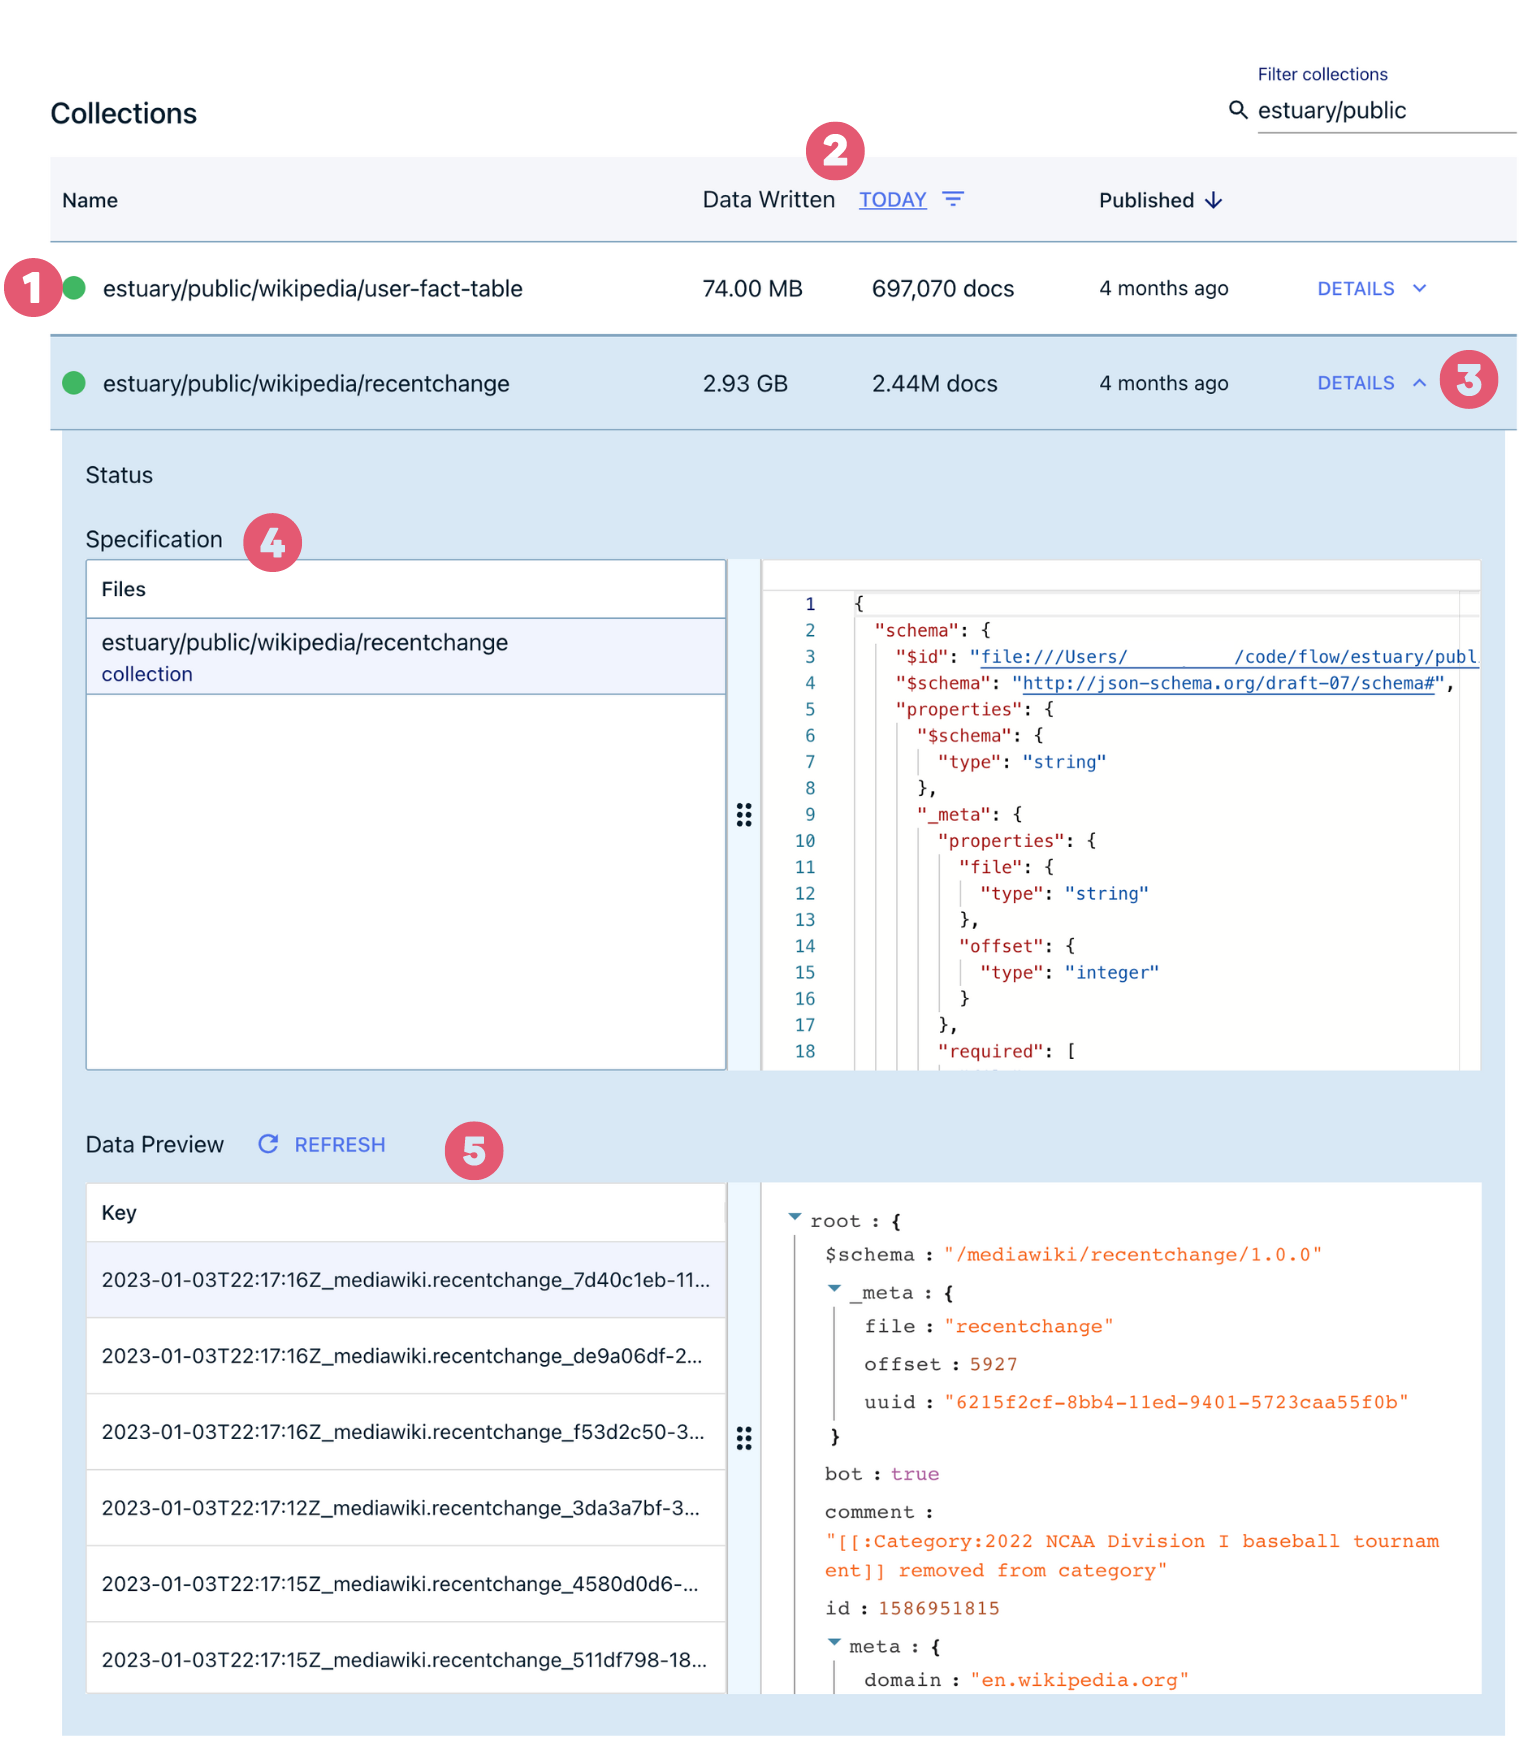 Filter collections
Collections
estuary/public
2
Name Data Written TODAY Published
1 estuary/public/wikipedia/user-fact-table 74.00 MB 697,070 docs 4 months ago DETAILS
estuary/public/wikipedia/recentchange 2.93 GB 2.44M docs 4 months ago DETAILS 3
Status
Specification 4
Files
estuary/public/wikipedia/recentchange
collection
1 {
2 "schema": {
3 "$id": "file:///Users/ /code/flow/estuary/publ
4 "$schema": "http://json-schema.org/draft-07/schema#",
5 "properties": {
6 "$schema": {
7 "type": "string"
8 },
9 "_meta": {
10 "properties": {
11 "file": {
12 "type": "string"
13 },
14 "offset": {
15 "type": "integer"
16 }
17 },
18 "required": [
Data Preview REFRESH 5
Key
2023-01-03T22:17:16Z_mediawiki.recentchange_7d40c1eb-11...
2023-01-03T22:17:16Z_mediawiki.recentchange_de9a06df-2...
2023-01-03T22:17:16Z_mediawiki.recentchange_f53d2c50-3...
2023-01-03T22:17:12Z_mediawiki.recentchange_3da3a7bf-3...
2023-01-03T22:17:15Z_mediawiki.recentchange_4580d0d6-...
2023-01-03T22:17:15Z_mediawiki.recentchange_511df798-18...
root : {
$schema : "/mediawiki/recentchange/1.0.0"
_meta : {
file : "recentchange"
offset : 5927
uuid : "6215f2cf-8bb4-11ed-9401-5723caa55f0b"
}
bot : true
comment :
"[[:Category:2022 NCAA Division I baseball tournam
ent]] removed from category"
id : 1586951815
meta : {
domain : "en.wikipedia.org"